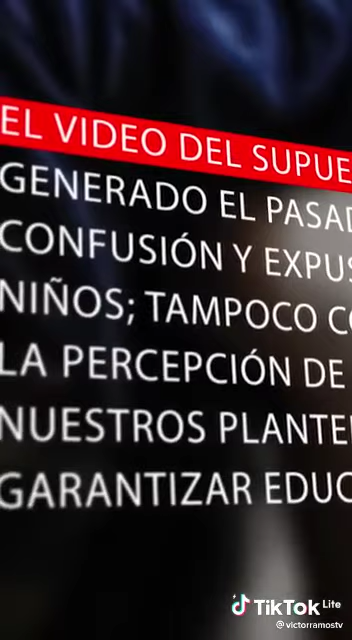 EL VIDEO DEL SUPUE
GENERADO EL PASAD
CONFUSIÓN Y EXPUS
NIÑOS; TAMPOCO CO
LA PERCEPCIÓN DE
NUESTROS PLANTE
GARANTIZAR EDUC
TikTok Lite
@victorramostv